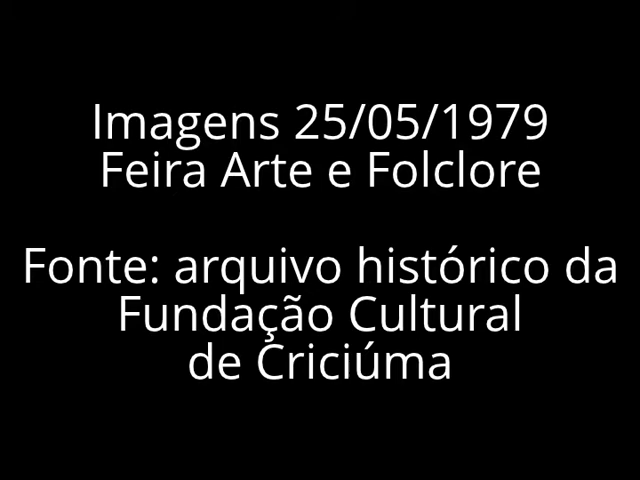 Imagens 25/05/1979
Feira Arte e Folclore
Fonte: arquivo histórico da
Fundação Cultural
de Criciúma